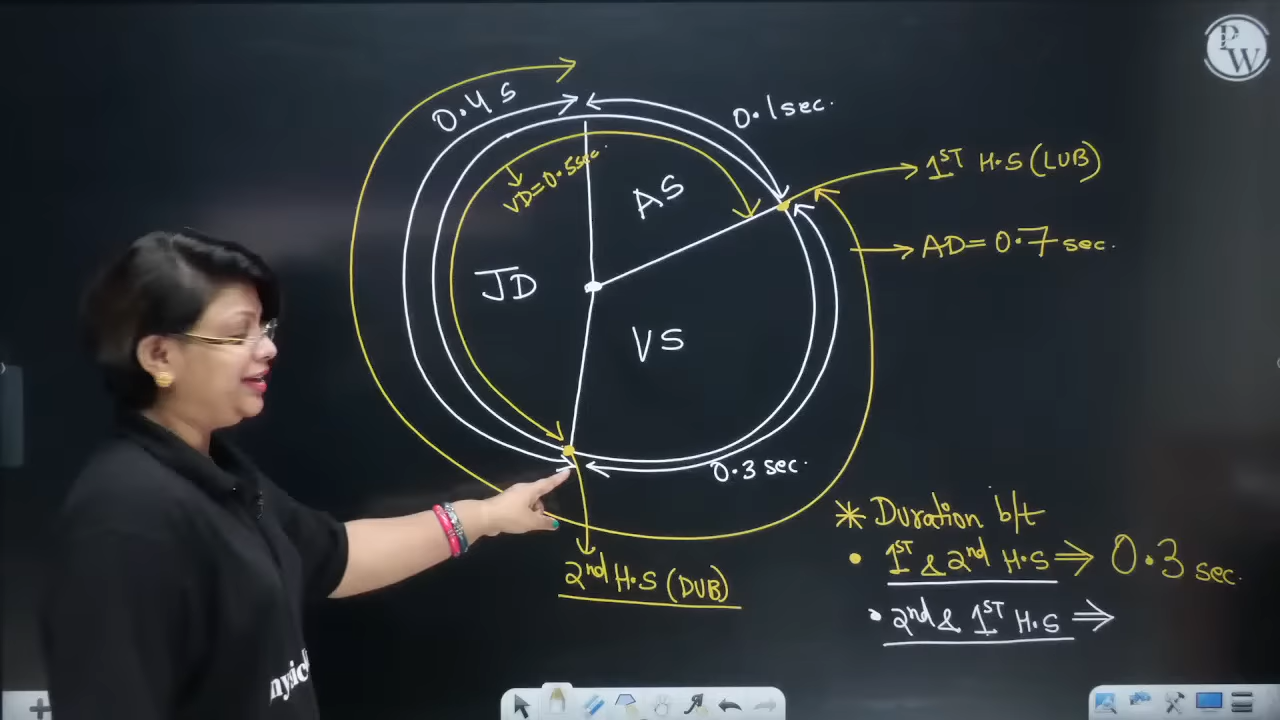 PW
0.4 s
0.1 sec.
1ST H.S (LUB)
VD = 0.5 sec.
AS
AD = 0.7 sec.
JD
VS
0.3 sec.
* Duration b/t
• 1ST & 2nd H.S ⇒ 0.3 sec.
2nd H.S (DUB)
• 2nd & 1ST H.S ⇒